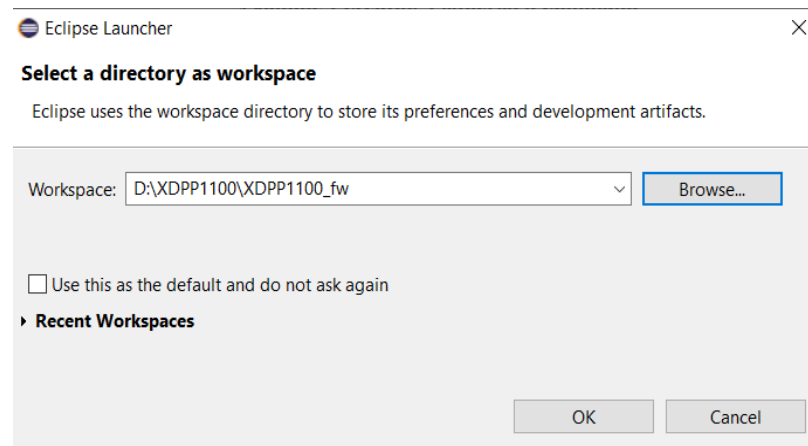 Eclipse Launcher
Select a directory as workspace
Eclipse uses the workspace directory to store its preferences and development artifacts.
Workspace: D:\XDPP1100\XDPP1100_fw Browse...
Use this as the default and do not ask again
Recent Workspaces
OK Cancel